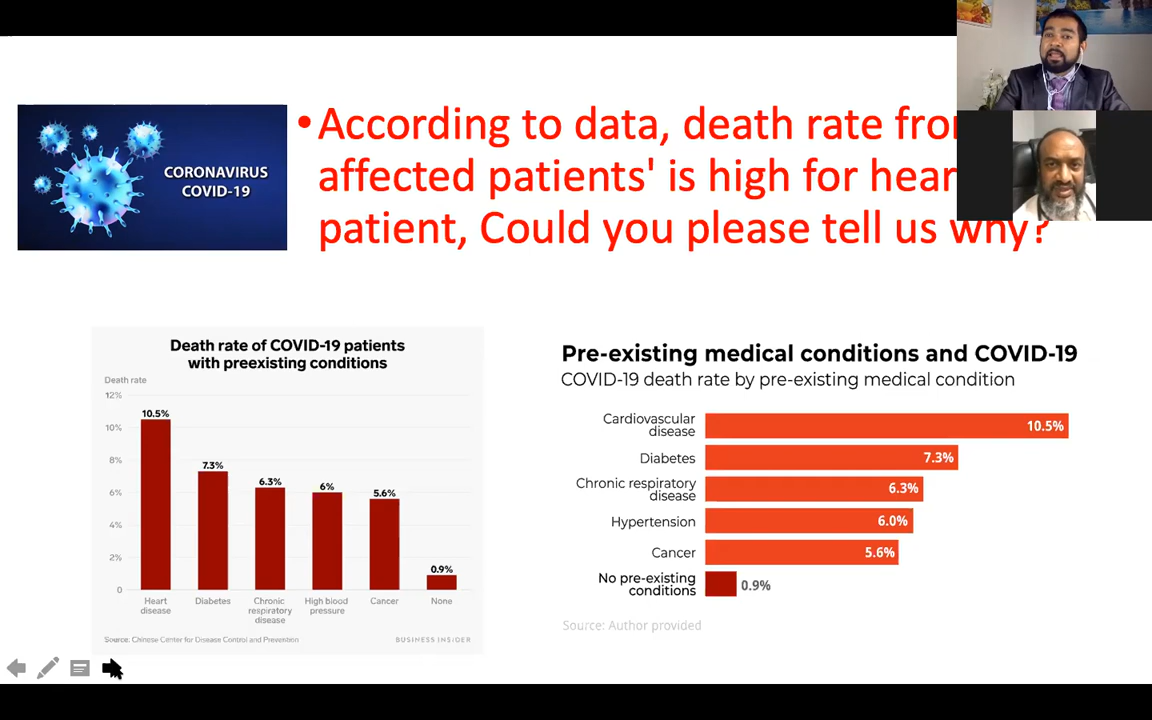 •According to data, death rate from
affected patients' is high for hear
patient, Could you please tell us why?
CORONAVIRUS
COVID-19
Death rate of COVID-19 patients
with preexisting conditions
Death rate
12%
10%
8%
6%
4%
2%
0
10.5%
7.3%
6.3%
6%
5.6%
0.9%
Heart
disease
Diabetes
Chronic
respiratory
disease
High blood
pressure
Cancer
None
Source: Chinese Center for Disease Control and Prevention
BUSINESS INSIDER
Pre-existing medical conditions and COVID-19
COVID-19 death rate by pre-existing medical condition
Cardiovascular
disease
10.5%
Diabetes
7.3%
Chronic respiratory
disease
6.3%
Hypertension
6.0%
Cancer
5.6%
No pre-existing
conditions
0.9%
Source: Author provided